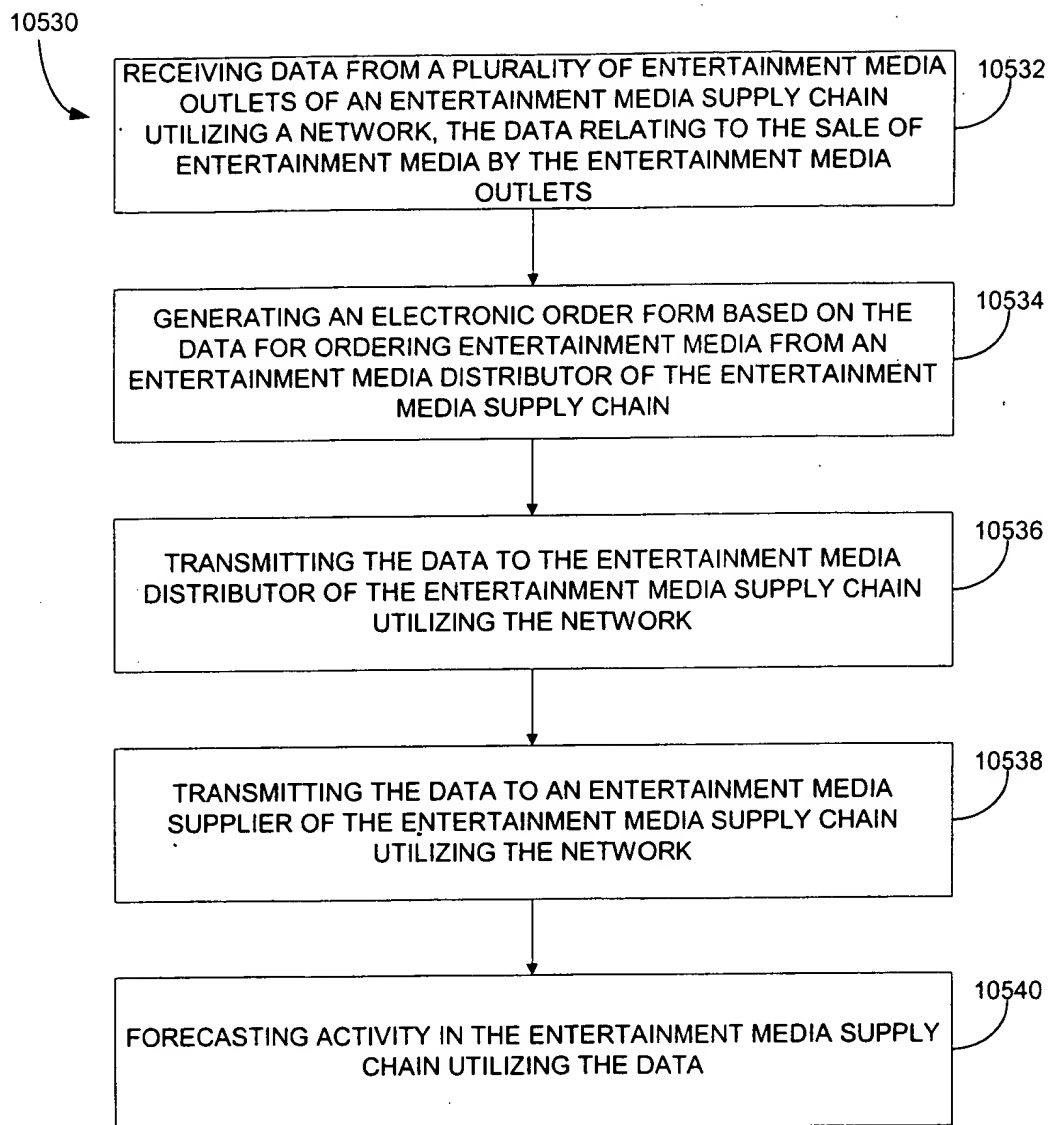 10530
RECEIVING DATA FROM A PLURALITY OF ENTERTAINMENT MEDIA
OUTLETS OF AN ENTERTAINMENT MEDIA SUPPLY CHAIN
UTILIZING A NETWORK, THE DATA RELATING TO THE SALE OF
ENTERTAINMENT MEDIA BY THE ENTERTAINMENT MEDIA
OUTLETS
10532
GENERATING AN ELECTRONIC ORDER FORM BASED ON THE
DATA FOR ORDERING ENTERTAINMENT MEDIA FROM AN
ENTERTAINMENT MEDIA DISTRIBUTOR OF THE ENTERTAINMENT
MEDIA SUPPLY CHAIN
10534
TRANSMITTING THE DATA TO THE ENTERTAINMENT MEDIA
DISTRIBUTOR OF THE ENTERTAINMENT MEDIA SUPPLY CHAIN
UTILIZING THE NETWORK
10536
TRANSMITTING THE DATA TO AN ENTERTAINMENT MEDIA
SUPPLIER OF THE ENTERTAINMENT MEDIA SUPPLY CHAIN
UTILIZING THE NETWORK
10538
FORECASTING ACTIVITY IN THE ENTERTAINMENT MEDIA SUPPLY
CHAIN UTILIZING THE DATA
10540